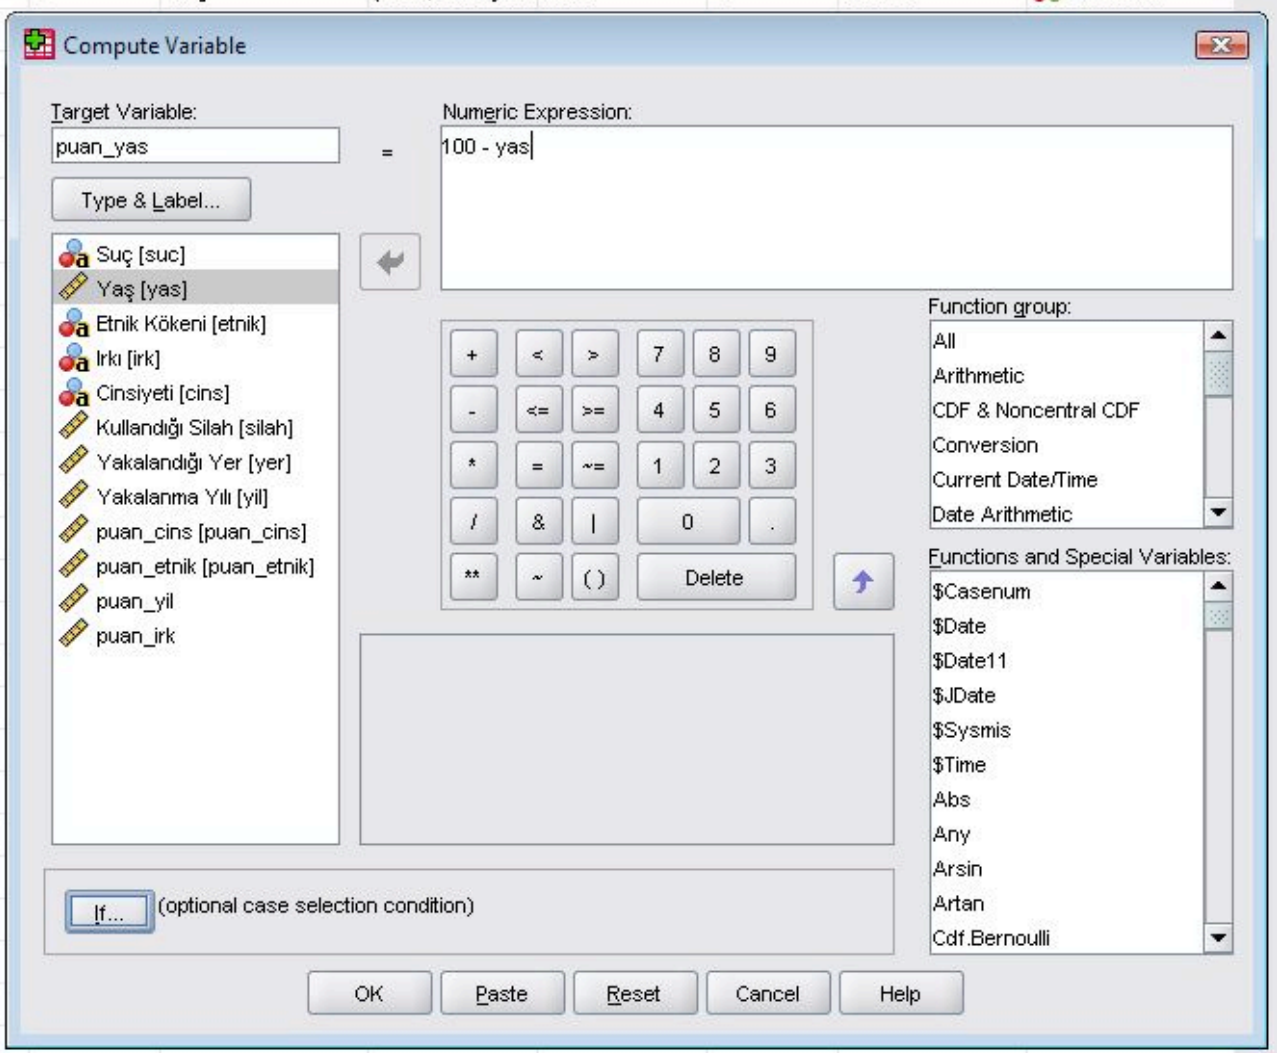 Compute Variable
Target Variable:
puan_yas
=
Numeric Expression:
100 - yas
Type & Label...
Suç [suc]
Yaş [yas]
Etnik Kökeni [etnik]
Irkı [irk]
Cinsiyeti [cins]
Kullandığı Silah [silah]
Yakalandığı Yer [yer]
Yakalanma Yılı [yil]
puan_cins [puan_cins]
puan_etnik [puan_etnik]
puan_yil
puan_irk
+ < > 7 8 9
- <= >= 4 5 6
* = ~= 1 2 3
/ & | 0 .
** ~ ( ) Delete
Function group:
All
Arithmetic
CDF & Noncentral CDF
Conversion
Current Date/Time
Date Arithmetic
Functions and Special Variables:
$Casenum
$Date
$Date11
$JDate
$Sysmis
$Time
Abs
Any
Arsin
Artan
Cdf.Bernoulli
If... (optional case selection condition)
OK Paste Reset Cancel Help